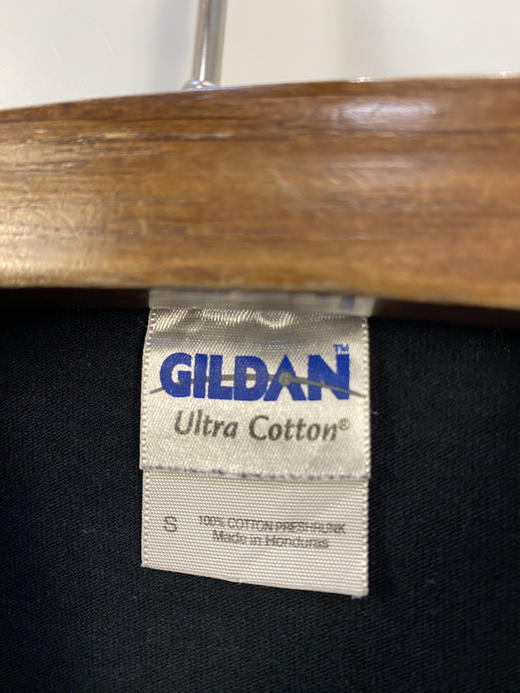 GILDAN™
Ultra Cotton®
S 100% COTTON PRESHRUNK
Made in Honduras